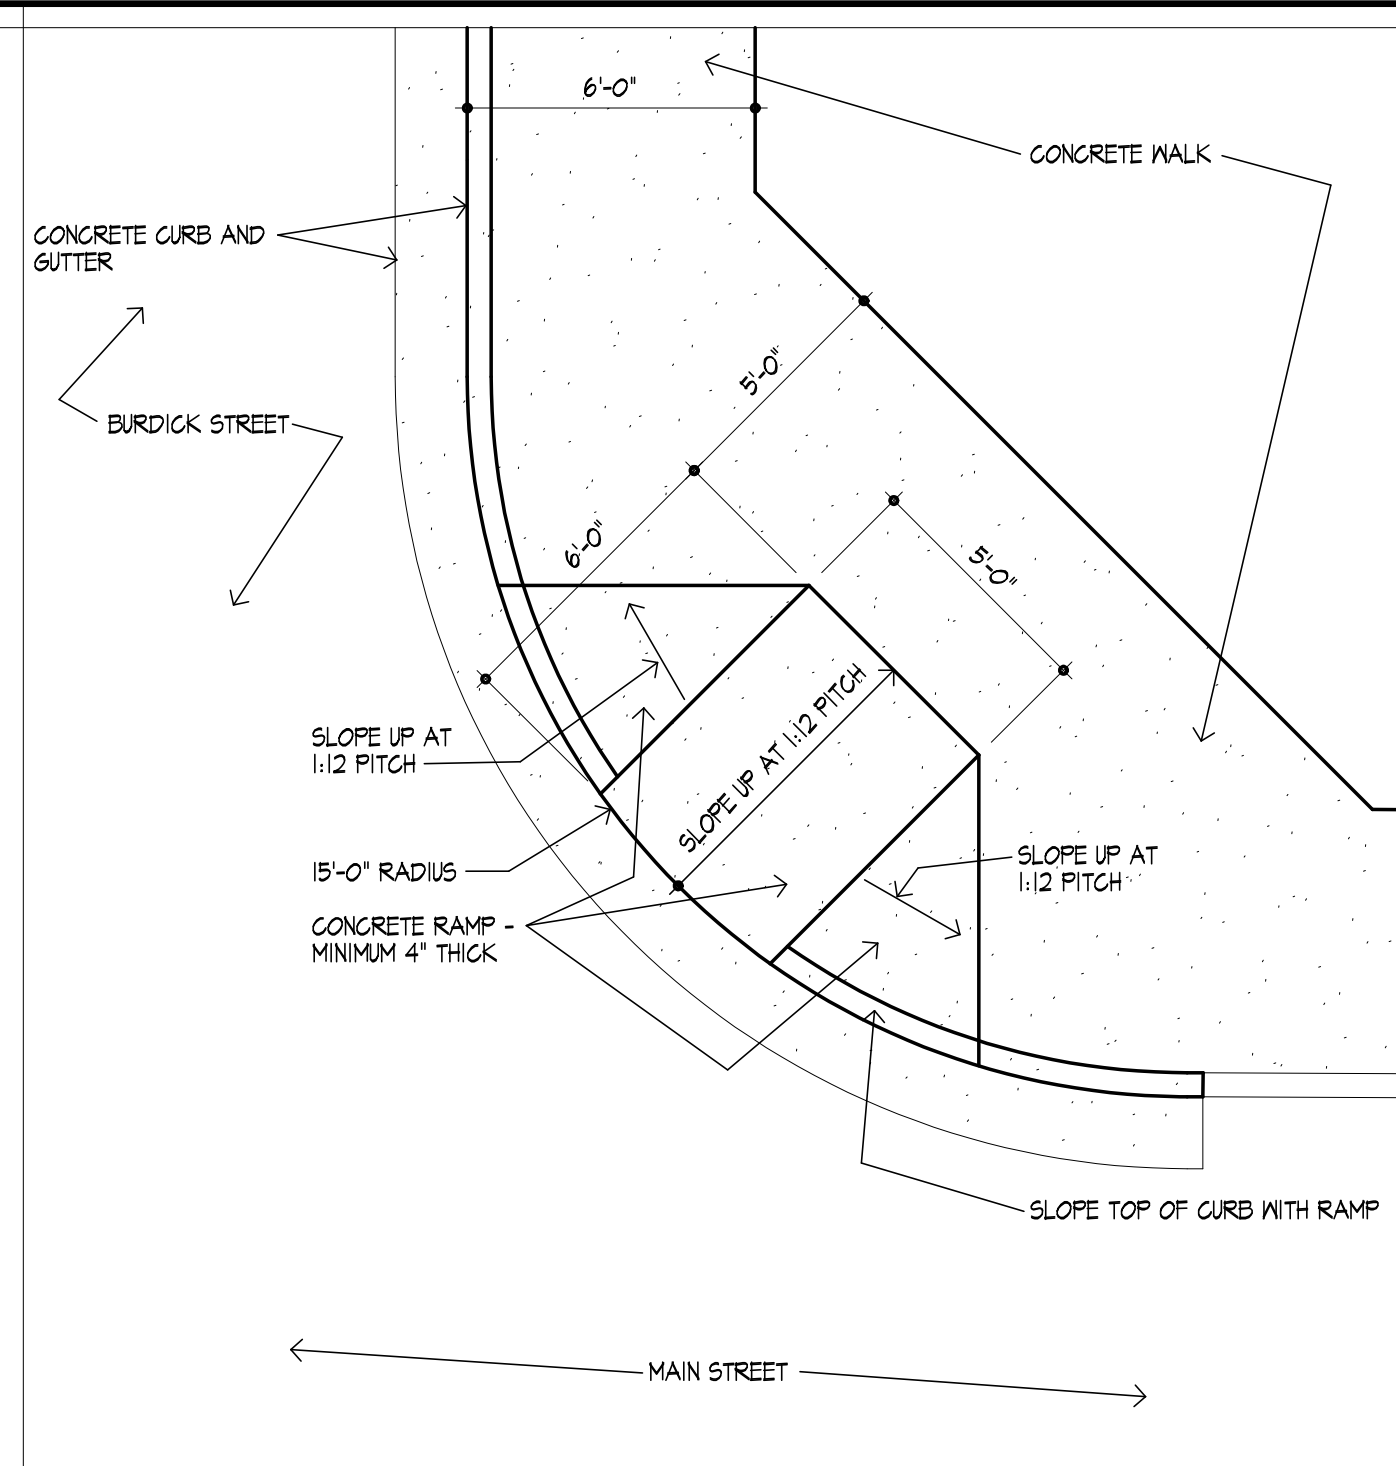 6'-0"
CONCRETE WALK
CONCRETE CURB AND
GUTTER
5'-0"
BURDICK STREET
6'-0"
5'-0"
SLOPE UP AT 1:12 PITCH
SLOPE UP AT
1:12 PITCH
SLOPE UP AT
1:12 PITCH
15'-0" RADIUS
CONCRETE RAMP -
MINIMUM 4" THICK
SLOPE TOP OF CURB WITH RAMP
MAIN STREET